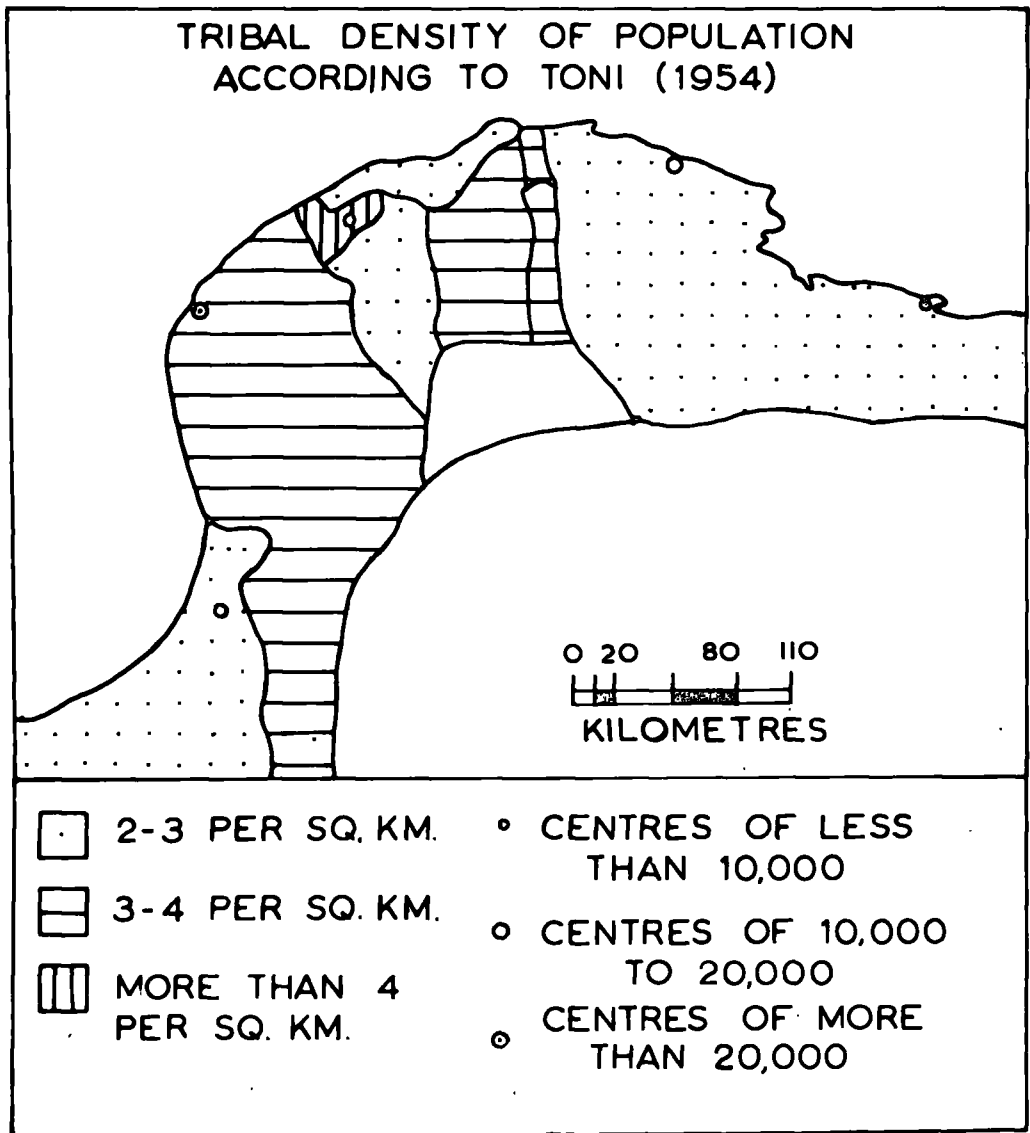 TRIBAL DENSITY OF POPULATION
ACCORDING TO TONI (1954)
0 20 80 110
KILOMETRES
2-3 PER SQ. KM.
3-4 PER SQ. KM.
MORE THAN 4
PER SQ. KM.
CENTRES OF LESS
THAN 10,000
CENTRES OF 10,000
TO 20,000
CENTRES OF MORE
THAN 20,000